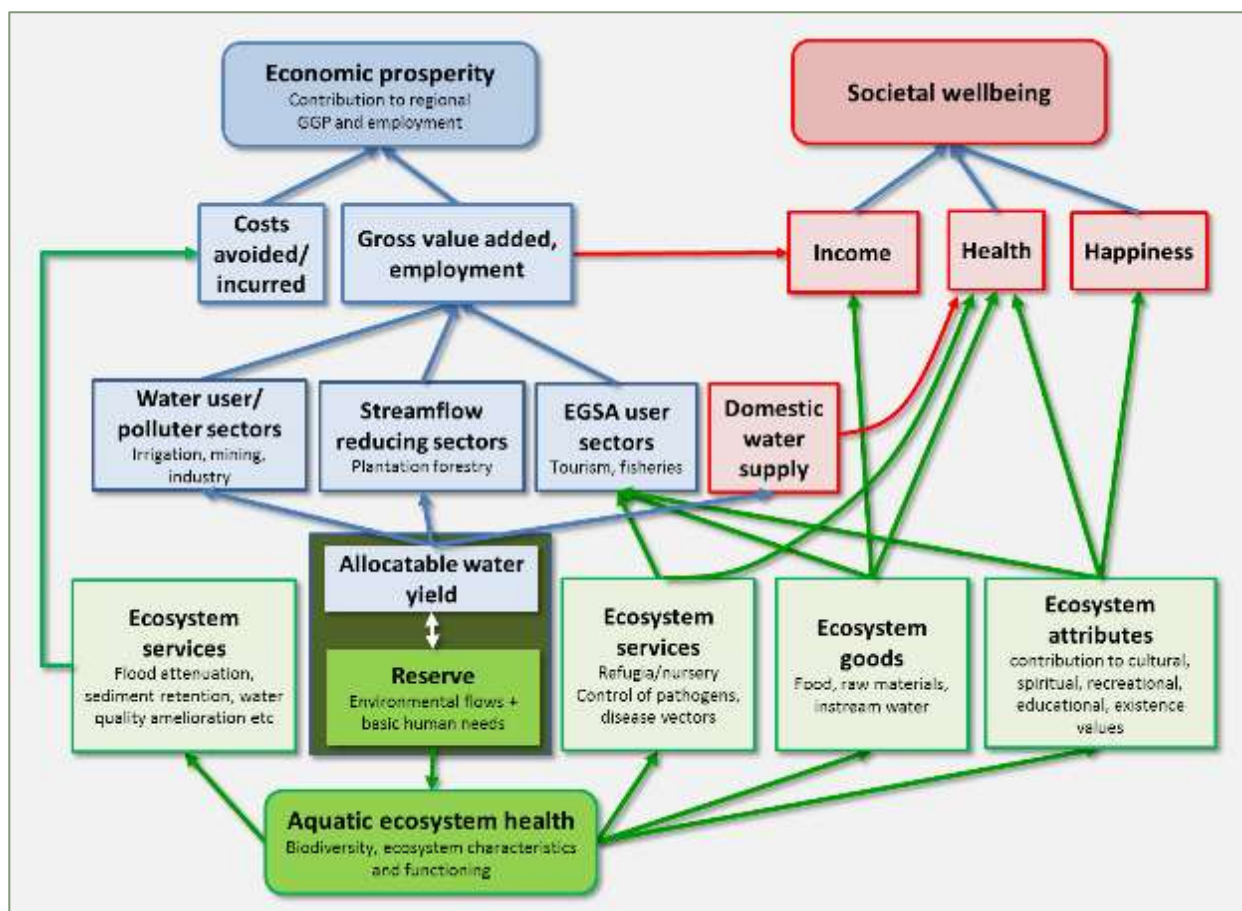 Economic prosperity
Contribution to regional
GGP and employment
Societal wellbeing
Costs
avoided/
incurred
Gross value added,
employment
Income
Health
Happiness
Water user/
polluter sectors
Irrigation, mining,
industry
Streamflow
reducing sectors
Plantation forestry
EGSA user
sectors
Tourism, fisheries
Domestic
water
supply
Allocatable water
yield
Ecosystem
services
Flood attenuation,
sediment retention, water
quality amelioration etc
Reserve
Environmental flows +
basic human needs
Ecosystem
services
Refugia/nursery
Control of pathogens,
disease vectors
Ecosystem
goods
Food, raw materials,
instream water
Ecosystem
attributes
contribution to cultural,
spiritual, recreational,
educational, existence
values
Aquatic ecosystem health
Biodiversity, ecosystem characteristics
and functioning